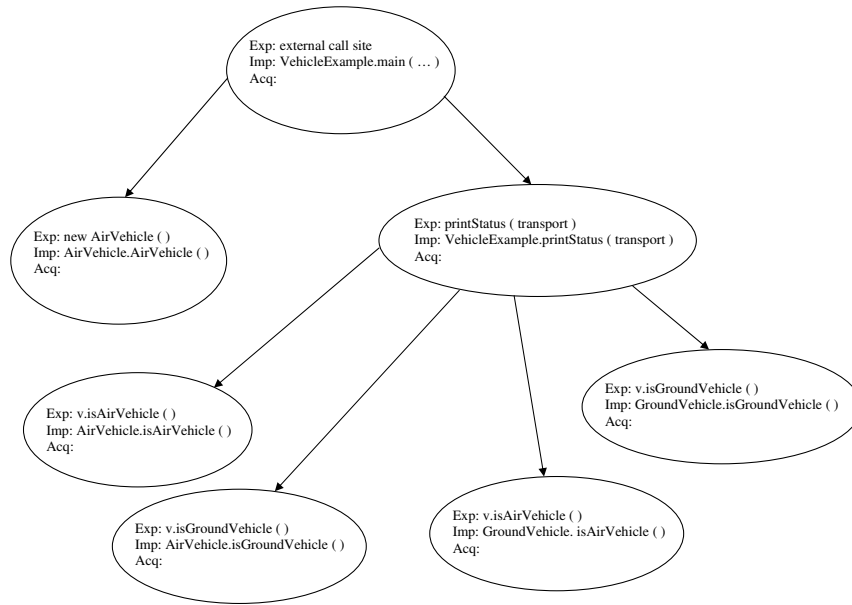 Exp: external call site
Imp: VehicleExample.main ( … )
Acq:
Exp: new AirVehicle ( )
Imp: AirVehicle.AirVehicle ( )
Acq:
Exp: printStatus ( transport )
Imp: VehicleExample.printStatus ( transport )
Acq:
Exp: v.isAirVehicle ( )
Imp: AirVehicle.isAirVehicle ( )
Acq:
Exp: v.isGroundVehicle ( )
Imp: GroundVehicle.isGroundVehicle ( )
Acq:
Exp: v.isGroundVehicle ( )
Imp: AirVehicle.isGroundVehicle ( )
Acq:
Exp: v.isAirVehicle ( )
Imp: GroundVehicle. isAirVehicle ( )
Acq: